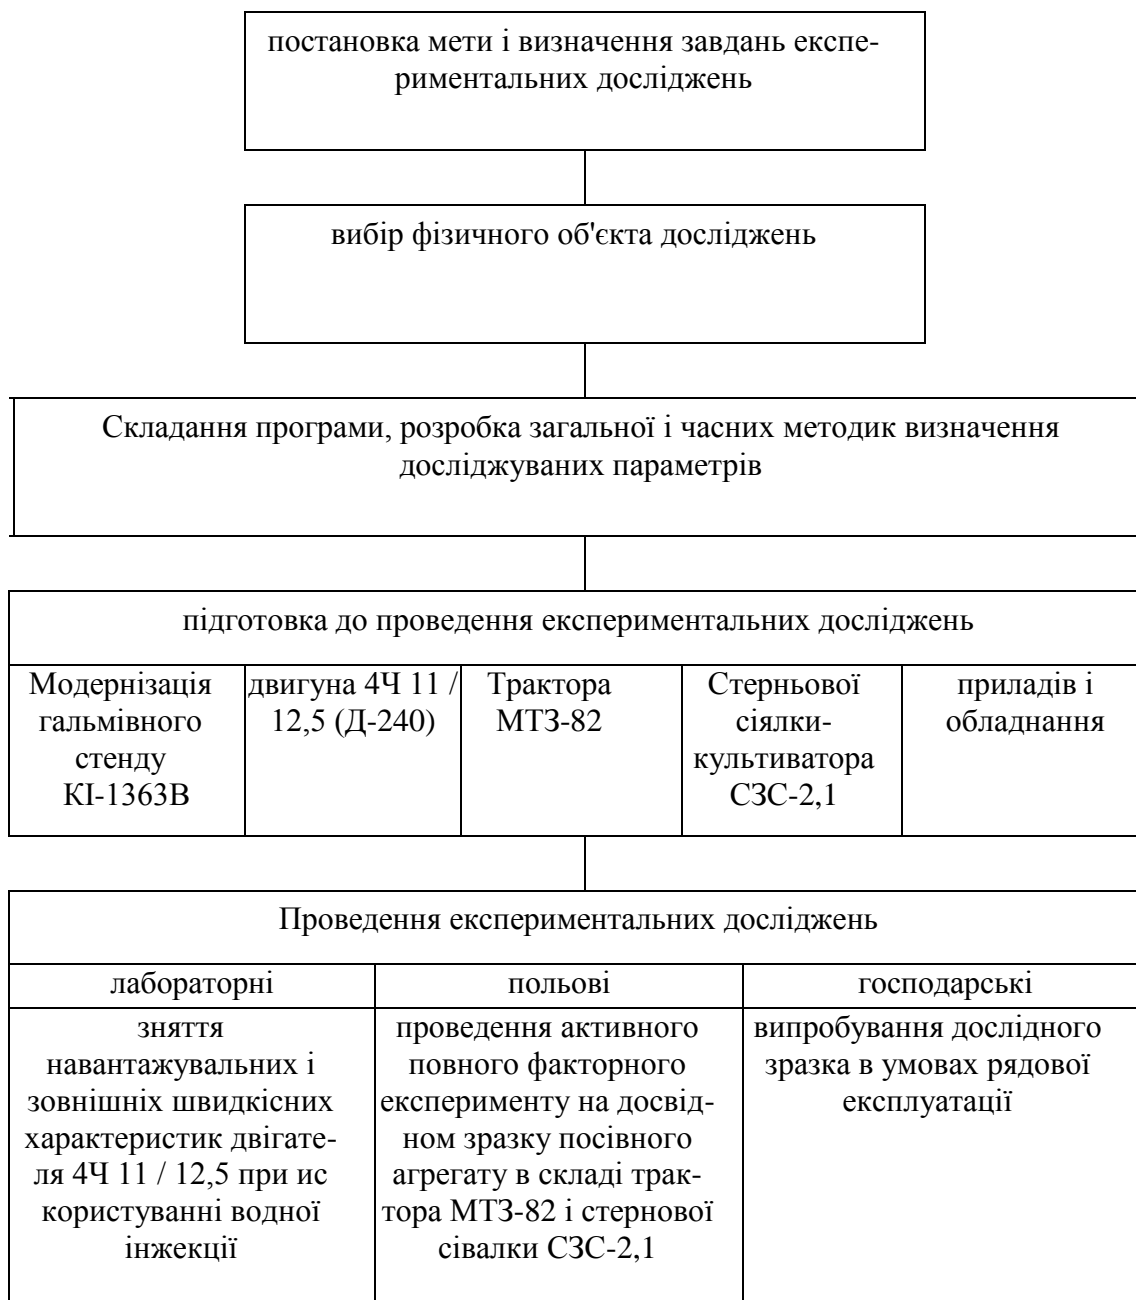 постановка мети і визначення завдань експе-
риментальних досліджень
вибір фізичного об'єкта досліджень
Складання програми, розробка загальної і часних методик визначення
досліджуваних параметрів
підготовка до проведення експериментальних досліджень
Модернізація
гальмівного
стенду
КІ-1363В
двигуна 4Ч 11 /
12,5 (Д-240)
Трактора
МТЗ-82
Стерньової
сіялки-
культиватора
СЗС-2,1
приладів і
обладнання
Проведення експериментальних досліджень
лабораторні
зняття
навантажувальних і
зовнішніх швидкісних
характеристик двігате-
ля 4Ч 11 / 12,5 при ис
користуванні водної
інжекції
польові
проведення активного
повного факторного
експерименту на досвід-
ном зразку посівного
агрегату в складі трак-
тора МТЗ-82 і стернової
сівалки СЗС-2,1
господарські
випробування дослідного
зразка в умовах рядової
експлуатації